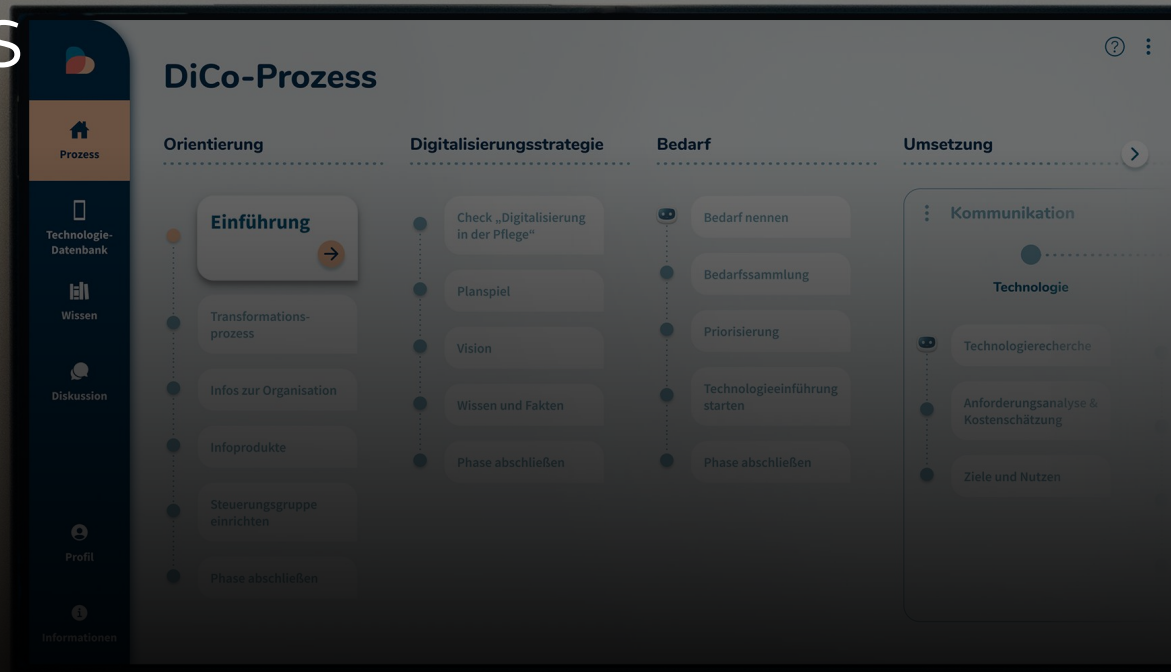 s
DiCo-Prozess
Prozess
Technologie-
Datenbank
Wissen
Diskussion
Profil
Informationen
Orientierung
Einführung
Transformations-
prozess
Infos zur Organisation
Infoprodukte
Steuerungsgruppe
einrichten
Phase abschließen
Digitalisierungsstrategie
Check „Digitalisierung
in der Pflege“
Planspiel
Vision
Wissen und Fakten
Phase abschließen
Bedarf
Bedarf nennen
Bedarfssammlung
Priorisierung
Technologieeinführung
starten
Phase abschließen
Umsetzung
Kommunikation
Technologie
Technologierecherche
Anforderungsanalyse &
Kostenschätzung
Ziele und Nutzen